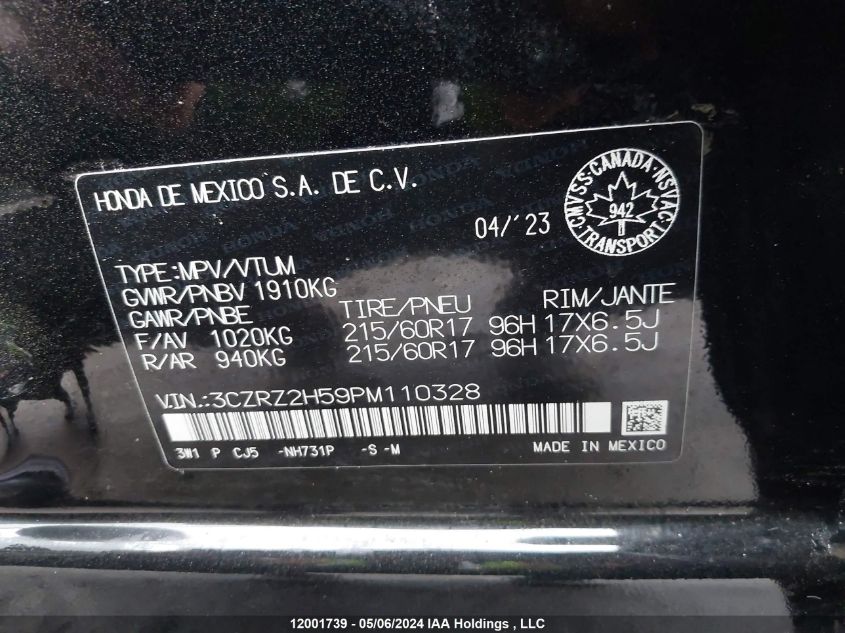 HONDA DE MEXICO S.A. DE C.V.
04/'23
CMVSS·CANADA·NSVAC
942
TRANSPORT
TYPE:MPV/VTUM
GVWR/PNBV 1910KG
GAWR/PNBE TIRE/PNEU RIM/JANTE
F/AV 1020KG 215/60R17 96H 17X6.5J
R/AR 940KG 215/60R17 96H 17X6.5J
V.I.N.:3CZRZ2H59PM110328
3W1 P CJ5 -NH731P -S -M MADE IN MEXICO
12001739 - 05/06/2024 IAA Holdings , LLC